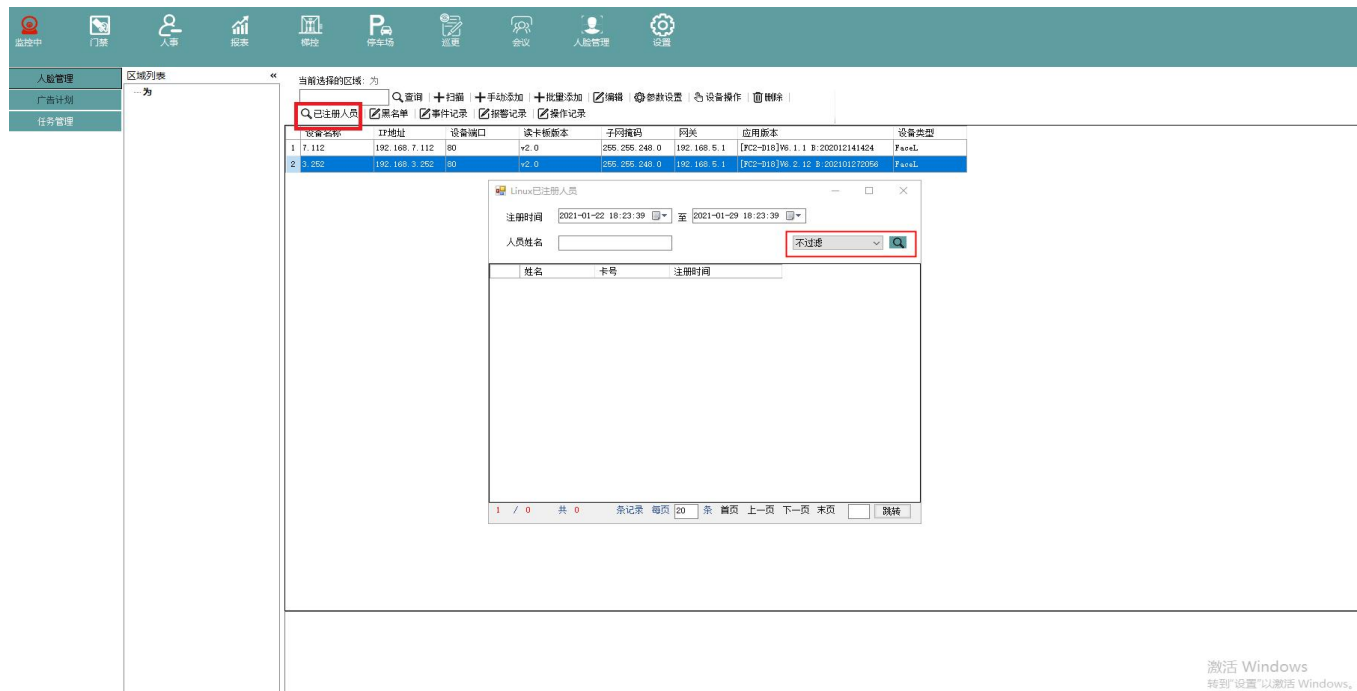 监控中 门禁 人事 报表 梯控 停车场 巡更 会议 人脸管理 设置
人脸管理
广告计划
任务管理
区域列表 «
为
当前选择的区域: 为
查询 扫描 手动添加 批里添加 编辑 参数设置 设备操作 删除
已注册人员 黑名单 事件记录 报警记录 操作记录
设备名称 IP地址 设备端口 读卡板版本 子网掩码 网关 应用版本 设备类型
1 7.112 192.168.7.112 80 v2.0 255.255.248.0 192.168.5.1 [FC2-D18]V6.1.1 B:202012141424 FaceL
2 3.252 192.168.3.252 80 v2.0 255.255.248.0 192.168.5.1 [FC2-D18]V6.2.12 B:202101272056 FaceL
Linux已注册人员
注册时间 2021-01-22 18:23:39 至 2021-01-29 18:23:39
人员姓名 不过滤
姓名 卡号 注册时间
1 / 0 共 0 条记录 每页 20 条 首页 上一页 下一页 末页 跳转
激活 Windows
转到"设置"以激活 Windows。